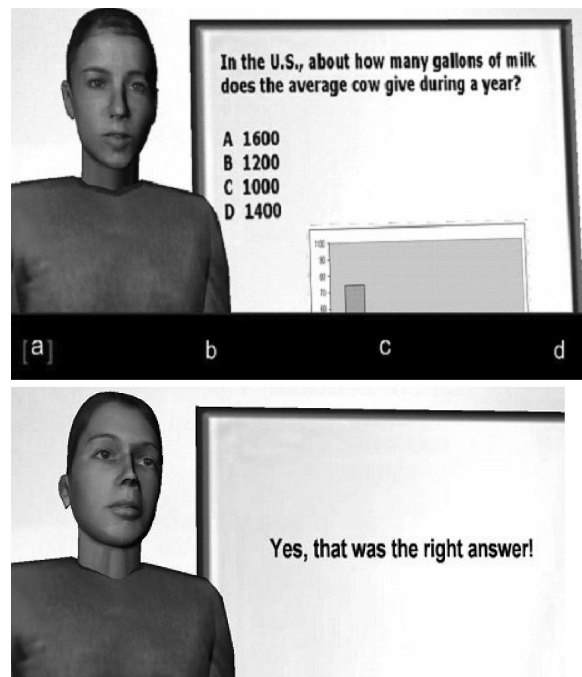 In the U.S., about how many gallons of milk
does the average cow give during a year?
A 1600
B 1200
C 1000
D 1400
100
90
80
70
[a] b c d
Yes, that was the right answer!